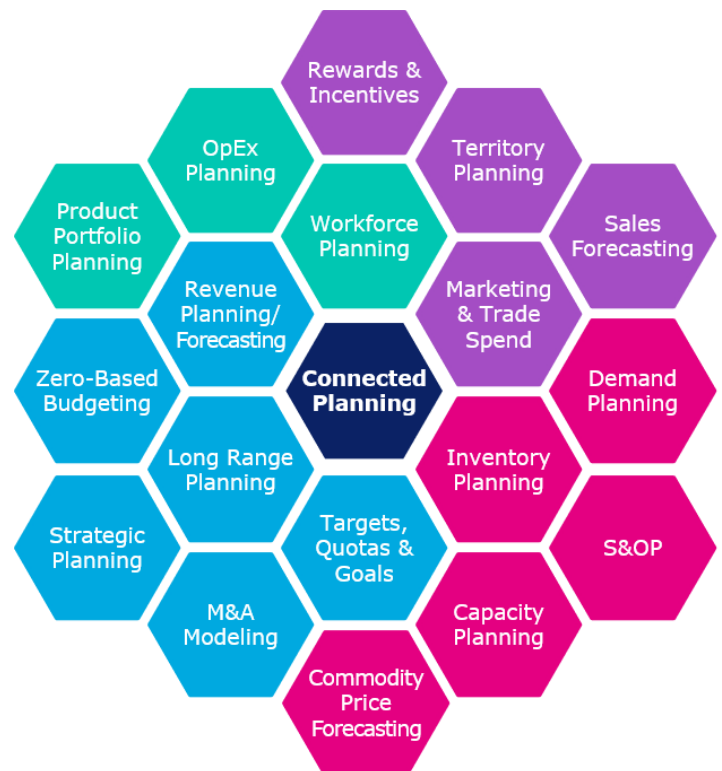 Rewards &
Incentives
OpEx
Planning
Territory
Planning
Product
Portfolio
Planning
Workforce
Planning
Sales
Forecasting
Revenue
Planning/
Forecasting
Marketing
& Trade
Spend
Zero-Based
Budgeting
Connected
Planning
Demand
Planning
Long Range
Planning
Inventory
Planning
Strategic
Planning
Targets,
Quotas &
Goals
S&OP
M&A
Modeling
Capacity
Planning
Commodity
Price
Forecasting